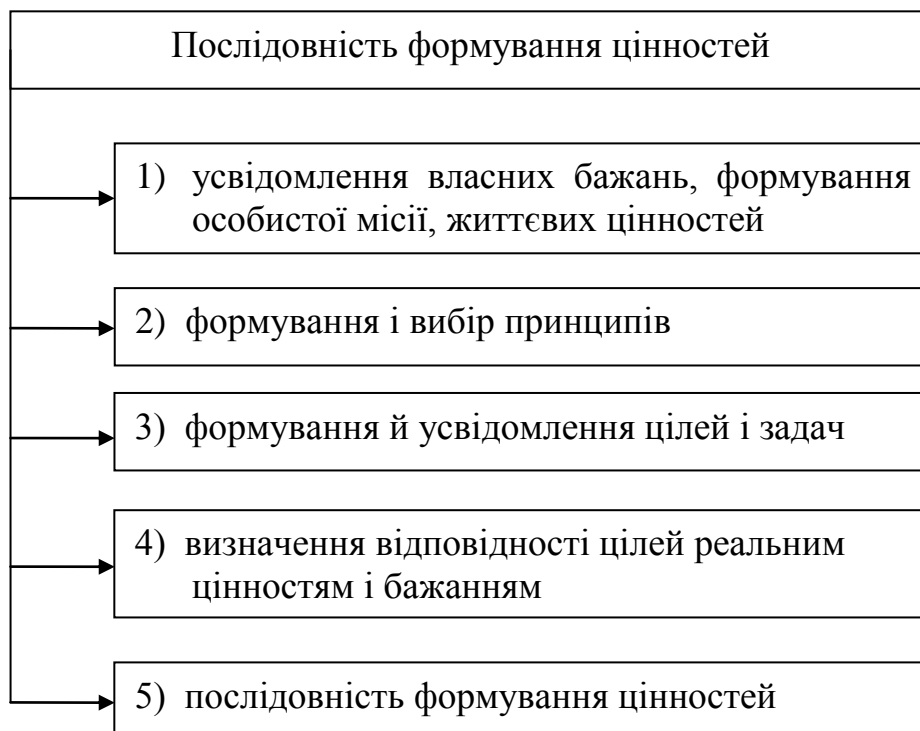 Послідовність формування цінностей
1) усвідомлення власних бажань, формування
особистої місії, життєвих цінностей
2) формування і вибір принципів
3) формування й усвідомлення цілей і задач
4) визначення відповідності цілей реальним
цінностям і бажанням
5) послідовність формування цінностей